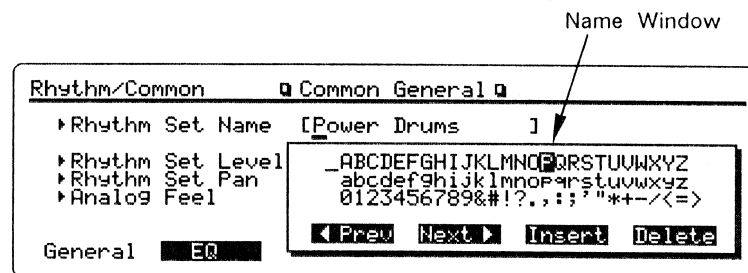 Name Window
Rhythm/Common Common General
▸Rhythm Set Name [Power Drums ]
▸Rhythm Set Level
▸Rhythm Set Pan
▸Analog Feel
_ABCDEFGHIJKLMNOPQRSTUVWXYZ
abcdefghijklmnopqrstuvwxyz
0123456789&#!?.,:;'"*+-/<=>
◀ Prev Next ▶ Insert Delete
General EQ